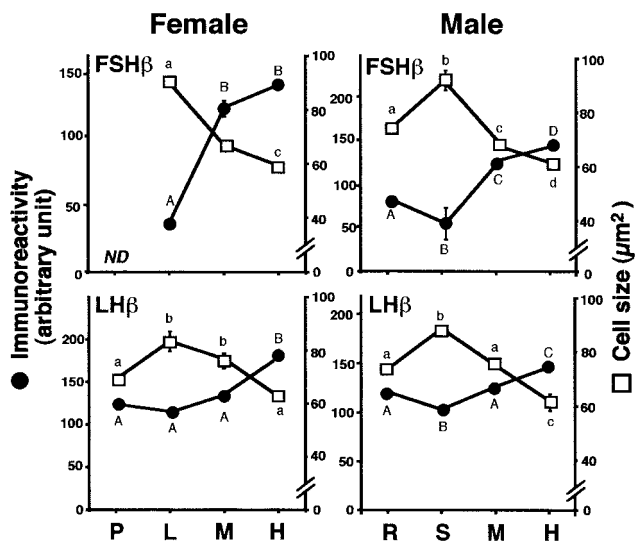 Female Male
FSHβ
150
100
50
0
100
80
60
40
0
a
B
B
c
A
ND
FSHβ
200
150
100
50
0
100
80
60
40
0
a
b
c
D
C
d
A
B
LHβ
200
150
100
50
0
100
80
60
40
0
a
b
b
B
A
A
A
a
LHβ
200
150
100
50
0
100
80
60
40
0
a
b
a
C
A
B
A
c
P L M H
R S M H
Immunoreactivity
(arbitrary unit)
Cell size (μm²)